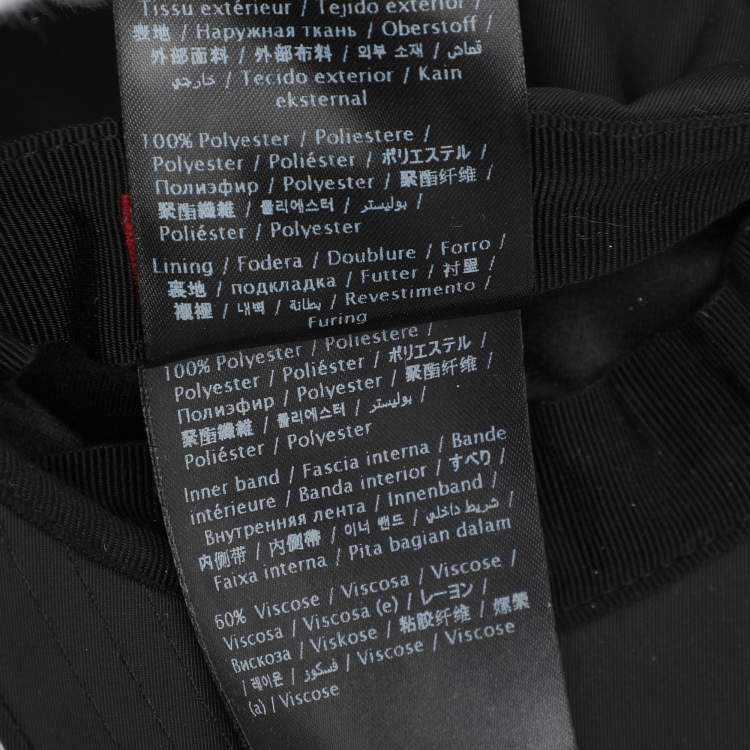 Tissu extérieur / Tejido exterior /
表地 / Наружная ткань / Oberstoff /
外部面料 / 外部布料 / 외부 소재 / قماش
خارجي / Tecido exterior / Kain
eksternal
100% Polyester / Poliestere /
Polyester / Poliéster / ポリエステル /
Полиэфир / Polyester / 聚酯纤维 /
聚酯纖維 / 폴리에스터 / بوليستر /
Poliéster / Polyester
Lining / Fodera / Doublure / Forro /
裏地 / подкладка / Futter / 衬里 /
襯裡 / 내벽 / بطانة / Revestimento /
Furing
100% Polyester / Poliestere /
Polyester / Poliéster / ポリエステル /
Полиэфир / Polyester / 聚酯纤维 /
聚酯纖維 / 폴리에스터 / بوليستر /
Poliéster / Polyester
Inner band / Fascia interna / Bande
intérieure / Banda interior / すべり /
Внутренняя лента / Innenband /
内侧带 / 內側帶 / 이너 밴드 / شريط داخلي /
Faixa interna / Pita bagian dalam
60% Viscose / Viscosa / Viscose /
Viscosa / Viscosa (e) / レーヨン /
Вискоза / Viskose / 粘胶纤维 / 嫘縈
/ 레이온 / فسكوز / Viscose / Viscose
(a) / Viscose